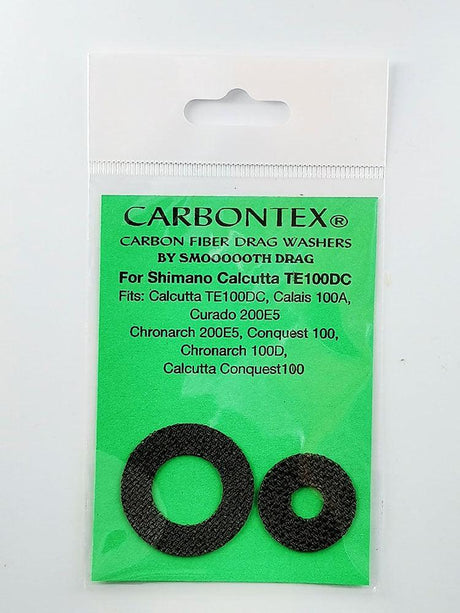 CARBONTEX®
CARBON FIBER DRAG WASHERS
BY SMOOOOOTH DRAG
For Shimano Calcutta TE100DC
Fits: Calcutta TE100DC, Calais 100A,
Curado 200E5
Chronarch 200E5, Conquest 100,
Chronarch 100D,
Calcutta Conquest100